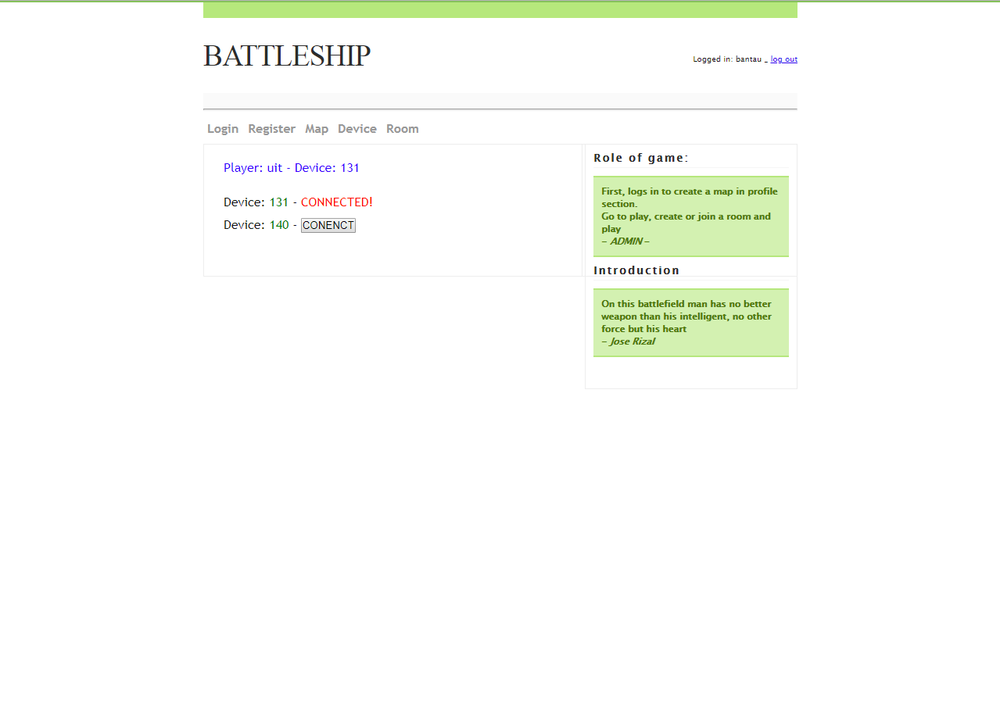 BATTLESHIP
Logged in: bantau _ log out
Login Register Map Device Room
Player: uit - Device: 131
Device: 131 - CONNECTED!
Device: 140 - CONENCT
Role of game:
First, logs in to create a map in profile
section.
Go to play, create or join a room and
play
– ADMIN –
Introduction
On this battlefield man has no better
weapon than his intelligent, no other
force but his heart
– Jose Rizal